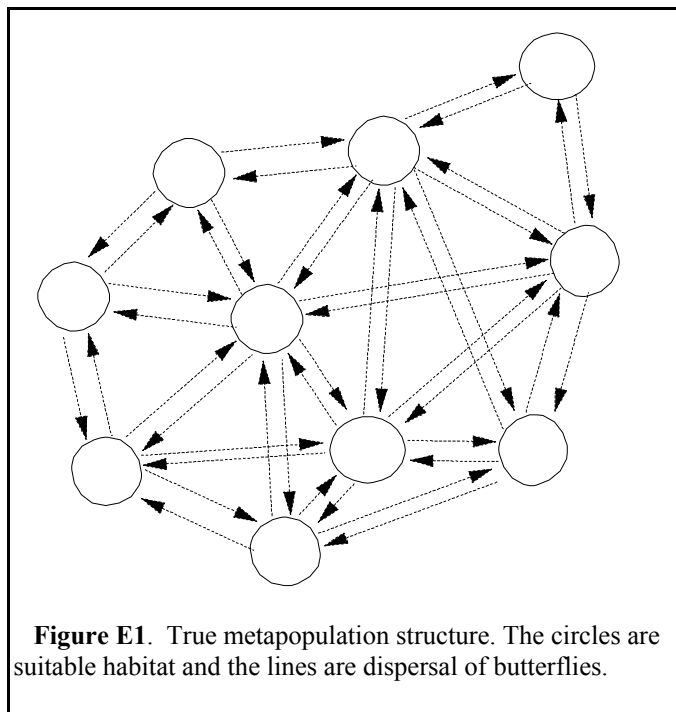 Figure E1. True metapopulation structure. The circles are
suitable habitat and the lines are dispersal of butterflies.